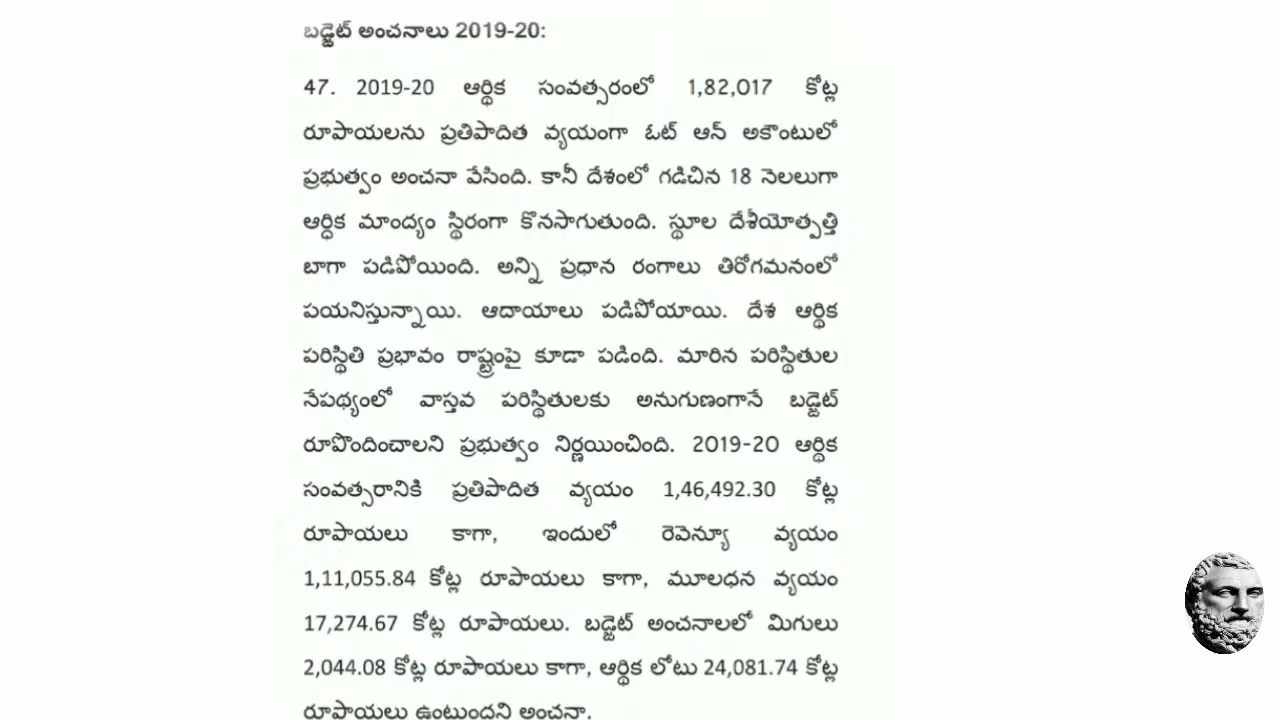 బడ్జెట్ అంచనాలు 2019-20:
47. 2019-20 ఆర్థిక సంవత్సరంలో 1,82,017 కోట్ల
రూపాయలను ప్రతిపాదిత వ్యయంగా ఓట్ ఆన్ అకౌంటులో
ప్రభుత్వం అంచనా వేసింది. కానీ దేశంలో గడిచిన 18 నెలలుగా
ఆర్థిక మాంద్యం స్థిరంగా కొనసాగుతుంది. స్థూల దేశీయోత్పత్తి
బాగా పడిపోయింది. అన్ని ప్రధాన రంగాలు తిరోగమనంలో
పయనిస్తున్నాయి. ఆదాయాలు పడిపోయాయి. దేశ ఆర్థిక
పరిస్థితి ప్రభావం రాష్ట్రంపై కూడా పడింది. మారిన పరిస్థితుల
నేపథ్యంలో వాస్తవ పరిస్థితులకు అనుగుణంగానే బడ్జెట్
రూపొందించాలని ప్రభుత్వం నిర్ణయించింది. 2019-20 ఆర్థిక
సంవత్సరానికి ప్రతిపాదిత వ్యయం 1,46,492.30 కోట్ల
రూపాయలు కాగా, ఇందులో రెవెన్యూ వ్యయం
1,11,055.84 కోట్ల రూపాయలు కాగా, మూలధన వ్యయం
17,274.67 కోట్ల రూపాయలు. బడ్జెట్ అంచనాలలో మిగులు
2,044.08 కోట్ల రూపాయలు కాగా, ఆర్థిక లోటు 24,081.74 కోట్ల
రూపాయలు ఉంటుందని అంచనా.